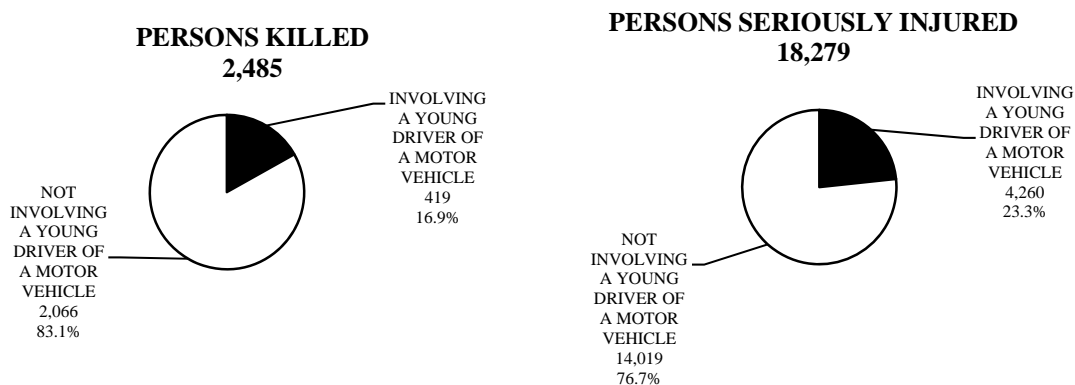 PERSONS KILLED
2,485
INVOLVING
A YOUNG
DRIVER OF
A MOTOR
VEHICLE
419
16.9%
NOT
INVOLVING
A YOUNG
DRIVER OF
A MOTOR
VEHICLE
2,066
83.1%
PERSONS SERIOUSLY INJURED
18,279
INVOLVING
A YOUNG
DRIVER OF
A MOTOR
VEHICLE
4,260
23.3%
NOT
INVOLVING
A YOUNG
DRIVER OF
A MOTOR
VEHICLE
14,019
76.7%